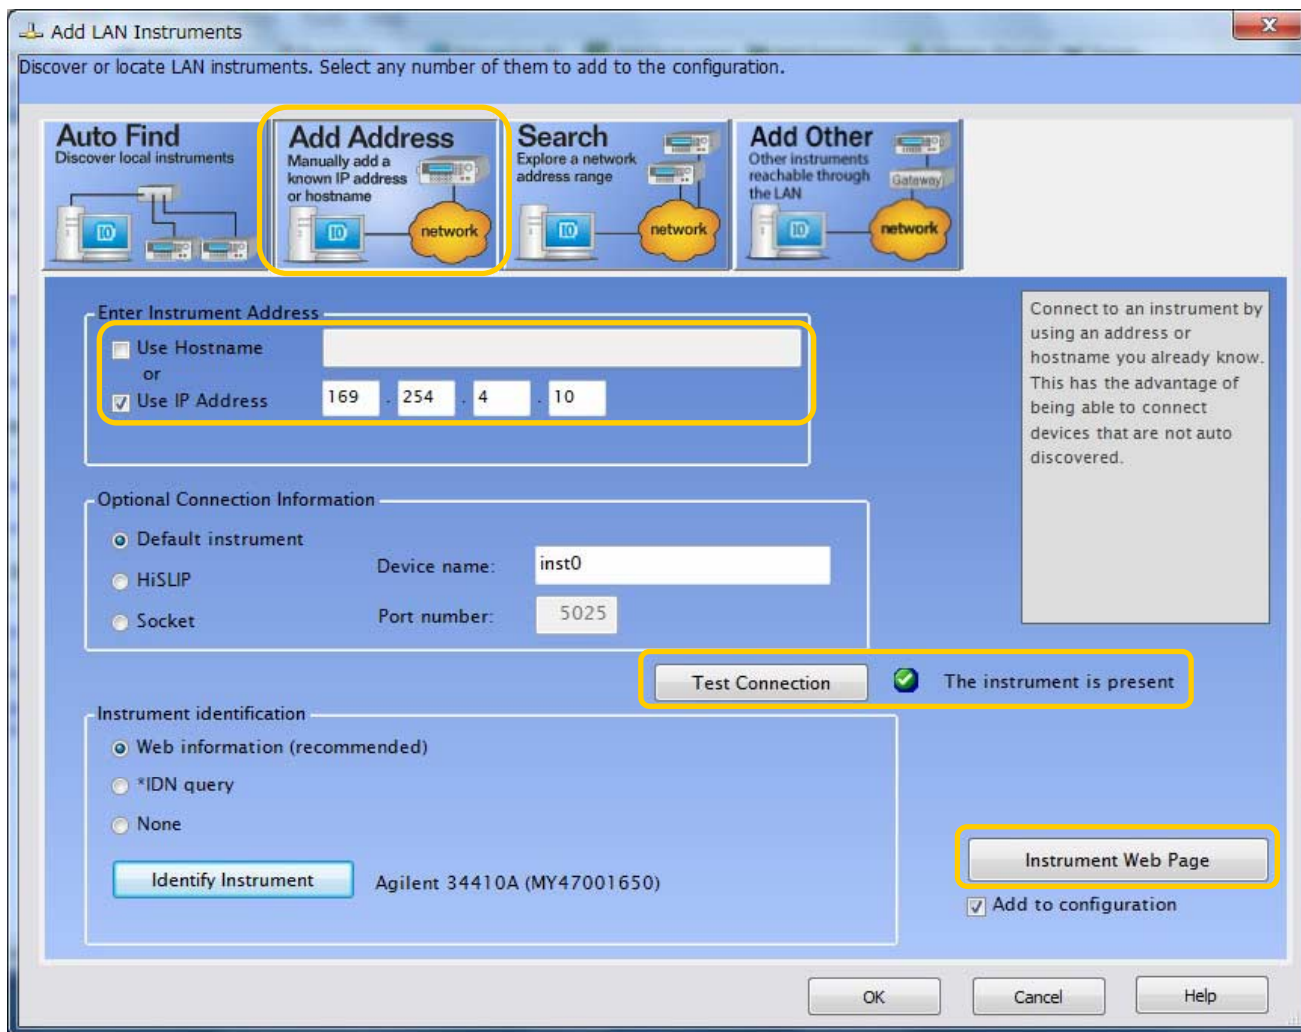 Add LAN Instruments
Discover or locate LAN instruments. Select any number of them to add to the configuration.
Auto Find
Discover local instruments
IO
Add Address
Manually add a
known IP address
or hostname
IO
network
Search
Explore a network
address range
IO
network
Add Other
Other instruments
reachable through
the LAN
Gateway
IO
network
Enter Instrument Address
Use Hostname
or
Use IP Address 169 . 254 . 4 . 10
Connect to an instrument by
using an address or
hostname you already know.
This has the advantage of
being able to connect
devices that are not auto
discovered.
Optional Connection Information
Default instrument
HiSLIP
Socket
Device name: inst0
Port number: 5025
Test Connection The instrument is present
Instrument identification
Web information (recommended)
*IDN query
None
Identify Instrument Agilent 34410A (MY47001650)
Instrument Web Page
Add to configuration
OK Cancel Help